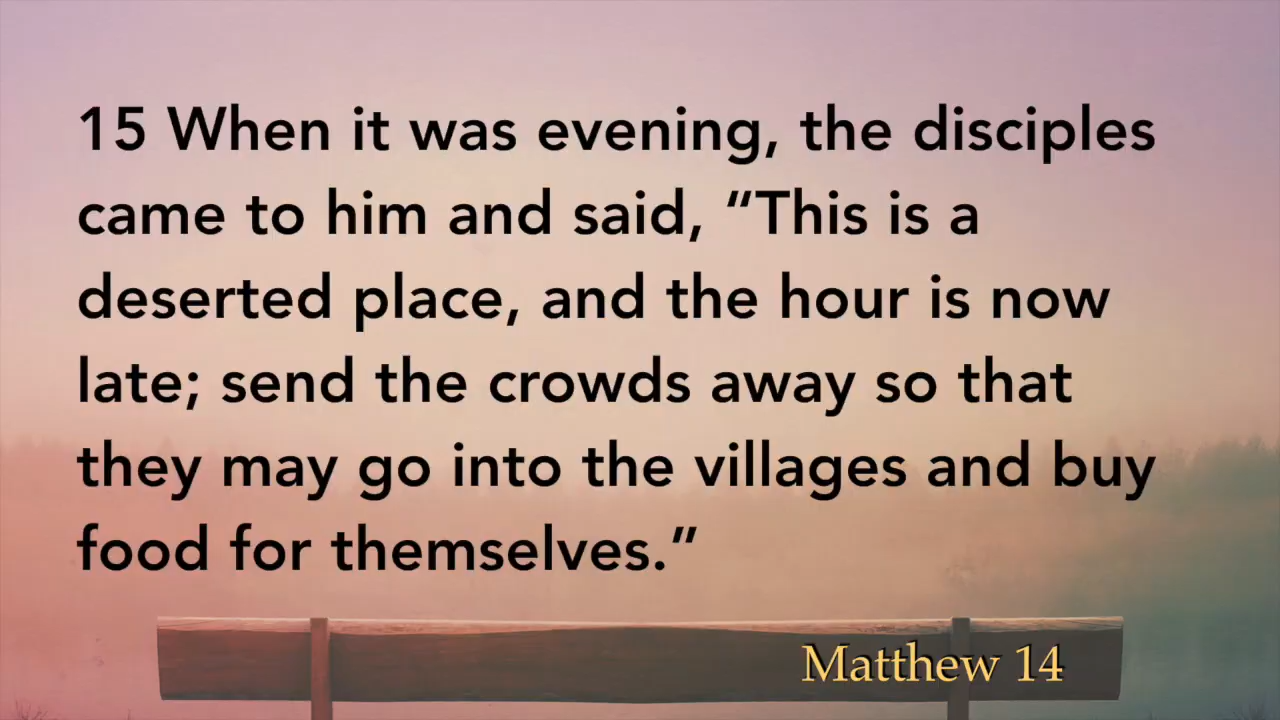 15 When it was evening, the disciples
came to him and said, “This is a
deserted place, and the hour is now
late; send the crowds away so that
they may go into the villages and buy
food for themselves.”
Matthew 14